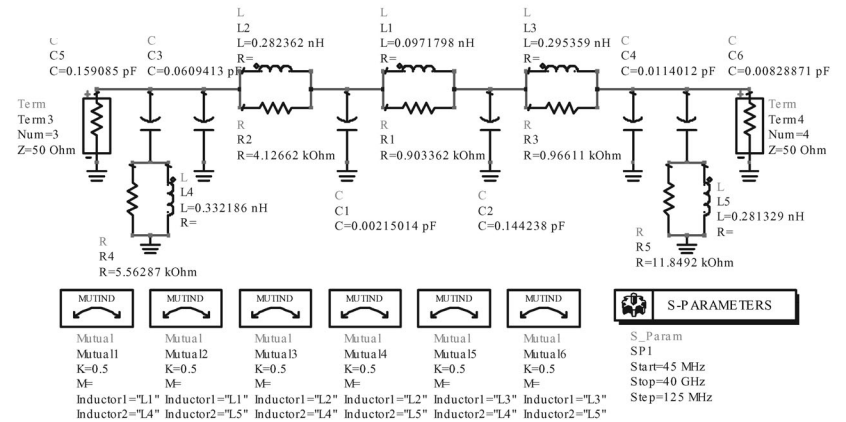 C
C5
C=0.159085 pF
C
C3
C=0.0609413 pF
L
L2
L=0.282362 nH
R=
L
L1
L=0.0971798 nH
R=
L
L3
L=0.295359 nH
R=
C
C4
C=0.0114012 pF
C
C6
C=0.00828871 pF
Term
Term3
Num=3
Z=50 Ohm
R
R2
R=4.12662 kOhm
R
R1
R=0.903362 kOhm
R
R3
R=0.96611 kOhm
Term
Term4
Num=4
Z=50 Ohm
L
L4
L=0.332186 nH
R=
C
C1
C=0.00215014 pF
C
C2
C=0.144238 pF
L
L5
L=0.281329 nH
R=
R
R4
R=5.56287 kOhm
R
R5
R=11.8492 kOhm
MUTIND
MUTIND
MUTIND
MUTIND
MUTIND
MUTIND
S-PARAMETERS
Mutual
Mutual1
K=0.5
M=
Inductor1="L1"
Inductor2="L4"
Mutual
Mutual2
K=0.5
M=
Inductor1="L1"
Inductor2="L5"
Mutual
Mutual3
K=0.5
M=
Inductor1="L2"
Inductor2="L4"
Mutual
Mutual4
K=0.5
M=
Inductor1="L2"
Inductor2="L5"
Mutual
Mutual5
K=0.5
M=
Inductor1="L3"
Inductor2="L4"
Mutual
Mutual6
K=0.5
M=
Inductor1="L3"
Inductor2="L5"
S_Param
SP1
Start=45 MHz
Stop=40 GHz
Step=125 MHz